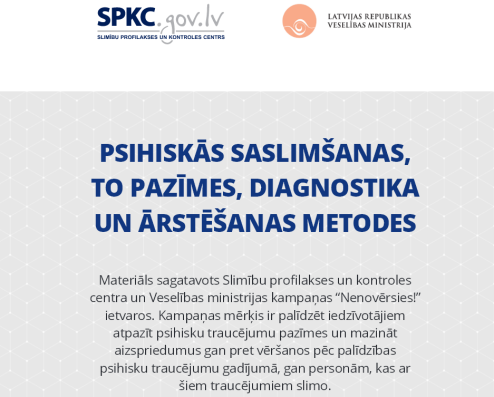 SPKC.gov.lv
SLIMĪBU PROFILAKSES UN KONTROLES CENTRS
LATVIJAS REPUBLIKAS
VESELĪBAS MINISTRIJA
PSIHISKĀS SASLIMŠANAS,
TO PAZĪMES, DIAGNOSTIKA
UN ĀRSTĒŠANAS METODES
Materiāls sagatavots Slimību profilakses un kontroles
centra un Veselības ministrijas kampaņas “Nenovērsies!”
ietvaros. Kampaņas mērķis ir palīdzēt iedzīvotājiem
atpazīt psihisku traucējumu pazīmes un mazināt
aizspriedumus gan pret vēršanos pēc palīdzības
psihisku traucējumu gadījumā, gan personām, kas ar
šiem traucējumiem slimo.